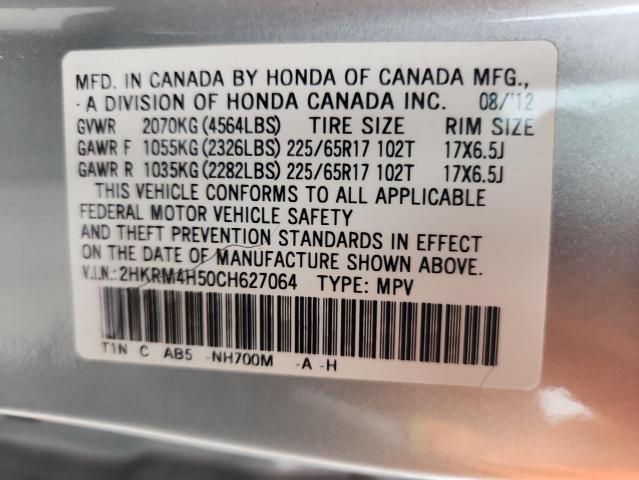 MFD. IN CANADA BY HONDA OF CANADA MFG.,
A DIVISION OF HONDA CANADA INC. 08/'12
GVWR 2070KG (4564LBS) TIRE SIZE RIM SIZE
GAWR F 1055KG (2326LBS) 225/65R17 102T 17X6.5J
GAWR R 1035KG (2282LBS) 225/65R17 102T 17X6.5J
THIS VEHICLE CONFORMS TO ALL APPLICABLE
FEDERAL MOTOR VEHICLE SAFETY
AND THEFT PREVENTION STANDARDS IN EFFECT
ON THE DATE OF MANUFACTURE SHOWN ABOVE.
V.I.N.: 2HKRM4H50CH627064 TYPE: MPV
T1N C AB5 -NH700M -A -H